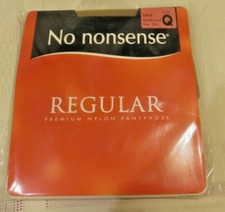 Q
No nonsense®
REGULAR
PREMIUM NYLON PANTYHOSE